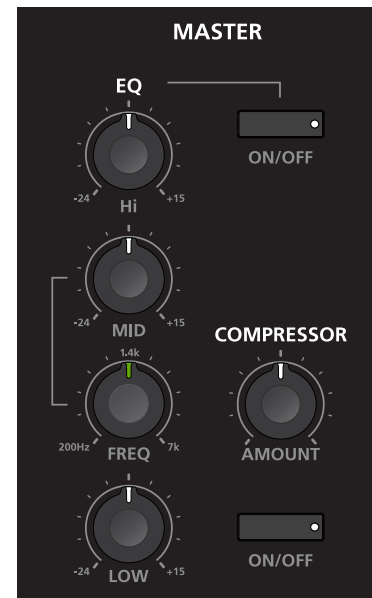 MASTER
EQ
ON/OFF
-24 Hi +15
-24 MID +15
COMPRESSOR
1.4k
200Hz FREQ 7k
AMOUNT
-24 LOW +15
ON/OFF